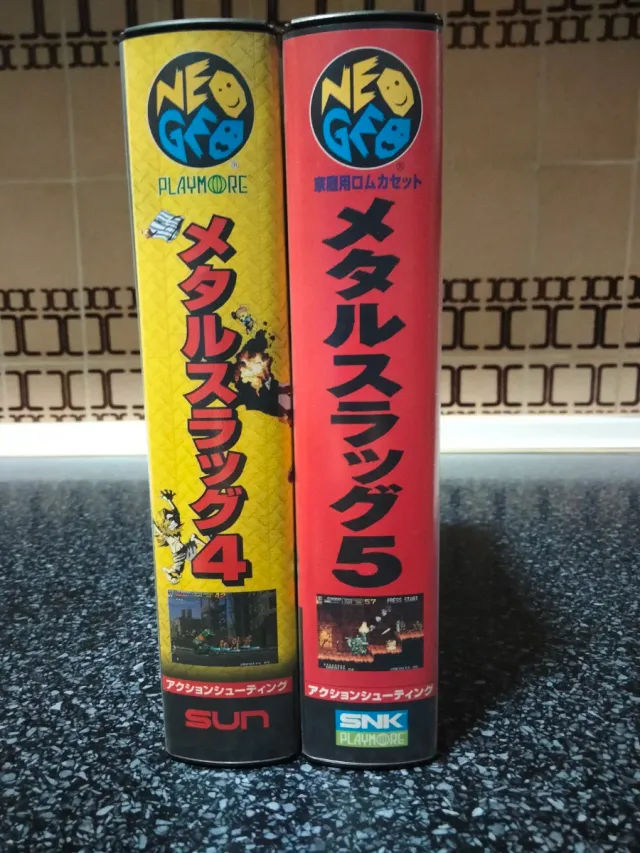 NEO
GEO
®
PLAYMORE
メタルスラッグ4
アクションシューティング
SUN
NEO
GEO
®
家庭用ロムカセット
メタルスラッグ5
57
PRESS START
アクションシューティング
SNK
PLAYMORE